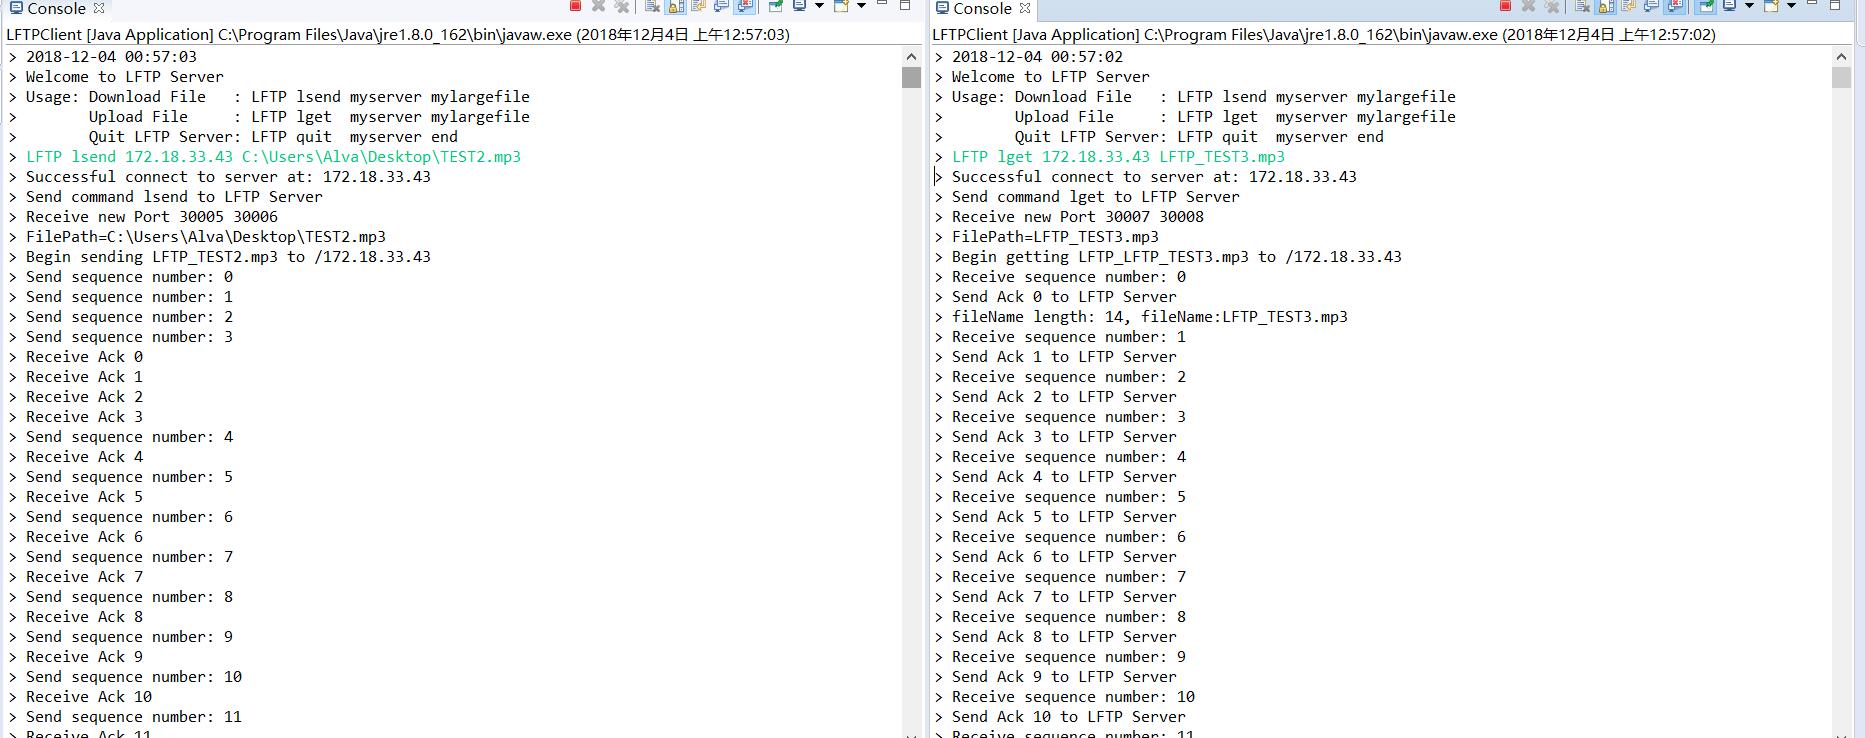 Console
LFTPClient [Java Application] C:\Program Files\Java\jre1.8.0_162\bin\javaw.exe (2018年12月4日 上午12:57:03)
> 2018-12-04 00:57:03
> Welcome to LFTP Server
> Usage: Download File   : LFTP lsend myserver mylargefile
>        Upload File     : LFTP lget  myserver mylargefile
>        Quit LFTP Server: LFTP quit  myserver end
> LFTP lsend 172.18.33.43 C:\Users\Alva\Desktop\TEST2.mp3
> Successful connect to server at: 172.18.33.43
> Send command lsend to LFTP Server
> Receive new Port 30005 30006
> FilePath=C:\Users\Alva\Desktop\TEST2.mp3
> Begin sending LFTP_TEST2.mp3 to /172.18.33.43
> Send sequence number: 0
> Send sequence number: 1
> Send sequence number: 2
> Send sequence number: 3
> Receive Ack 0
> Receive Ack 1
> Receive Ack 2
> Receive Ack 3
> Send sequence number: 4
> Receive Ack 4
> Send sequence number: 5
> Receive Ack 5
> Send sequence number: 6
> Receive Ack 6
> Send sequence number: 7
> Receive Ack 7
> Send sequence number: 8
> Receive Ack 8
> Send sequence number: 9
> Receive Ack 9
> Send sequence number: 10
> Receive Ack 10
> Send sequence number: 11
> Receive Ack 11
Console
LFTPClient [Java Application] C:\Program Files\Java\jre1.8.0_162\bin\javaw.exe (2018年12月4日 上午12:57:02)
> 2018-12-04 00:57:02
> Welcome to LFTP Server
> Usage: Download File   : LFTP lsend myserver mylargefile
>        Upload File     : LFTP lget  myserver mylargefile
>        Quit LFTP Server: LFTP quit  myserver end
> LFTP lget 172.18.33.43 LFTP_TEST3.mp3
> Successful connect to server at: 172.18.33.43
> Send command lget to LFTP Server
> Receive new Port 30007 30008
> FilePath=LFTP_TEST3.mp3
> Begin getting LFTP_LFTP_TEST3.mp3 to /172.18.33.43
> Receive sequence number: 0
> Send Ack 0 to LFTP Server
> fileName length: 14, fileName:LFTP_TEST3.mp3
> Receive sequence number: 1
> Send Ack 1 to LFTP Server
> Receive sequence number: 2
> Send Ack 2 to LFTP Server
> Receive sequence number: 3
> Send Ack 3 to LFTP Server
> Receive sequence number: 4
> Send Ack 4 to LFTP Server
> Receive sequence number: 5
> Send Ack 5 to LFTP Server
> Receive sequence number: 6
> Send Ack 6 to LFTP Server
> Receive sequence number: 7
> Send Ack 7 to LFTP Server
> Receive sequence number: 8
> Send Ack 8 to LFTP Server
> Receive sequence number: 9
> Send Ack 9 to LFTP Server
> Receive sequence number: 10
> Send Ack 10 to LFTP Server
> Receive sequence number: 11